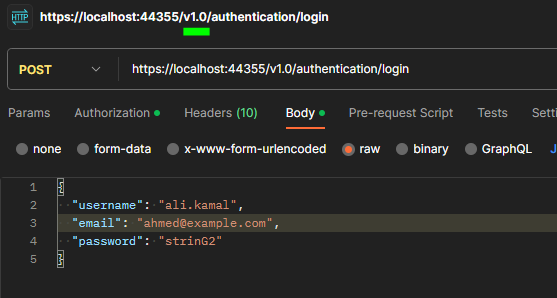 HTTP https://localhost:44355/v1.0/authentication/login
POST https://localhost:44355/v1.0/authentication/login
Params Authorization Headers (10) Body Pre-request Script Tests
none form-data x-www-form-urlencoded raw binary GraphQL
1 {
2 "username": "ali.kamal",
3 "email": "ahmed@example.com",
4 "password": "strinG2"
5 }